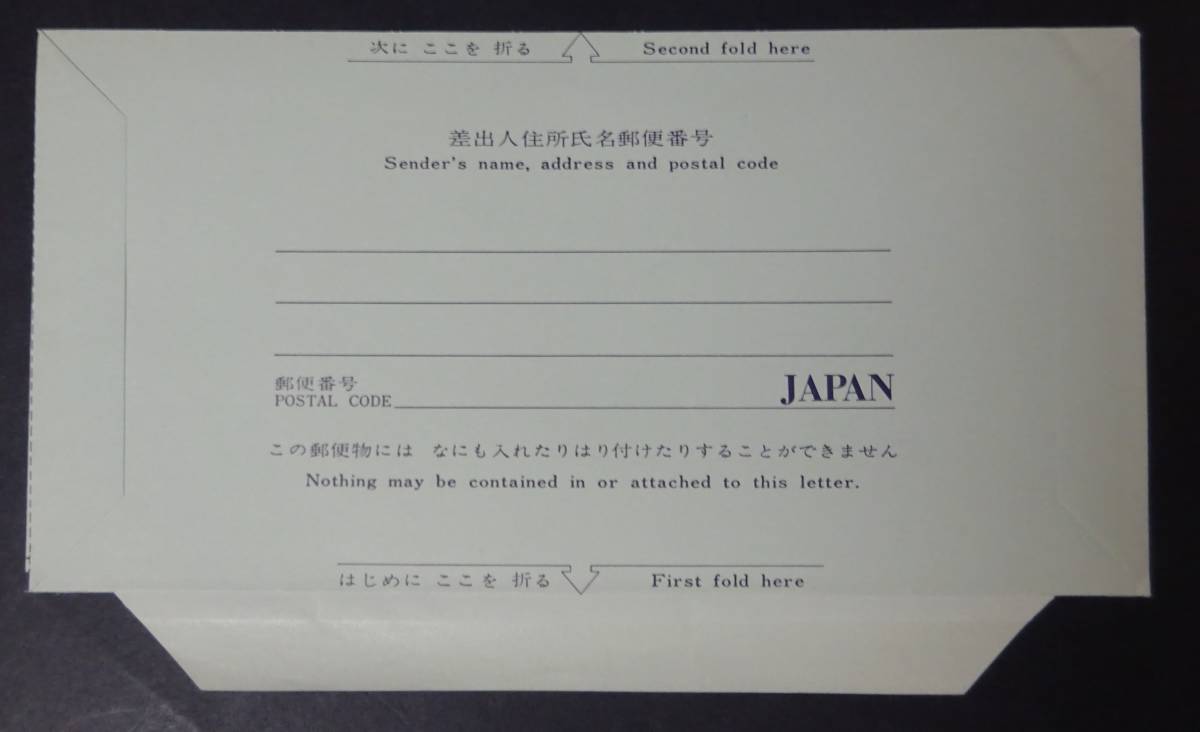 次に ここを 折る Second fold here
差出人住所氏名郵便番号
Sender's name, address and postal code
郵便番号
POSTAL CODE JAPAN
この郵便物には なにも入れたりはり付けたりすることができません
Nothing may be contained in or attached to this letter.
はじめに ここを 折る First fold here